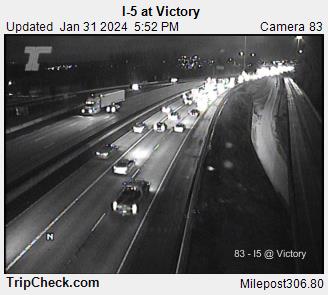 I-5 at Victory
Updated Jan 31 2024 5:52 PM Camera 83
N
83 - I5 @ Victory
TripCheck.com Milepost306.80